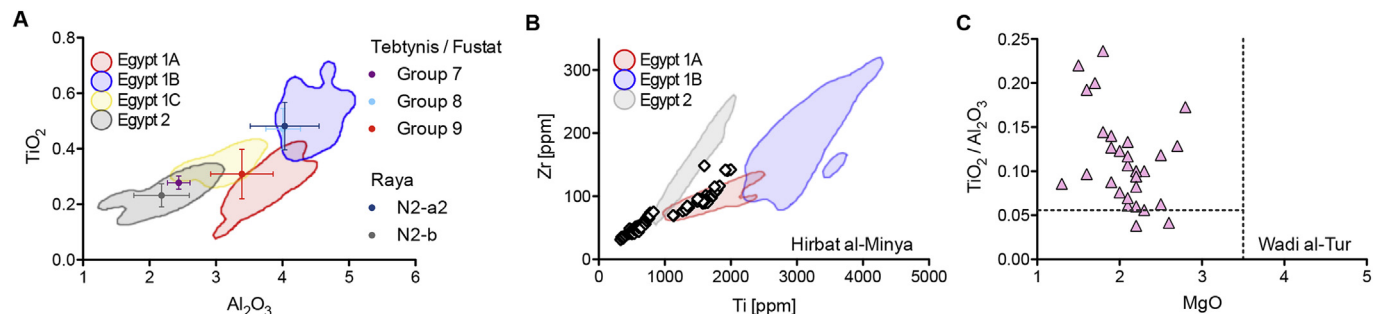 A
TiO2
0.8
0.6
0.4
0.2
0.0
1
2
3
4
5
6
Al2O3
Egypt 1A
Egypt 1B
Egypt 1C
Egypt 2
Tebtynis / Fustat
Group 7
Group 8
Group 9
Raya
N2-a2
N2-b
B
Zr [ppm]
300
200
100
0
0
1000
2000
3000
4000
5000
Ti [ppm]
Egypt 1A
Egypt 1B
Egypt 2
Hirbat al-Minya
C
TiO2 / Al2O3
0.25
0.20
0.15
0.10
0.05
0.00
1
2
3
4
5
MgO
Wadi al-Tur